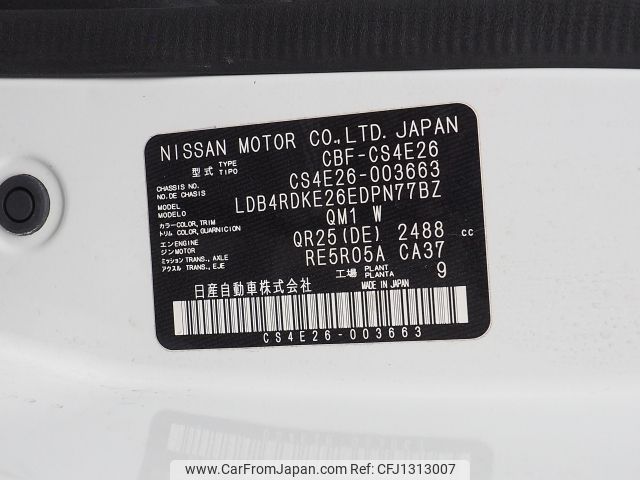 NISSAN MOTOR CO.,LTD. JAPAN
型式 TYPE TIPO CBF-CS4E26
CHASSIS NO. NO.DE CHASIS CS4E26-003663
MODEL MODELO LDB4RDKE26EDPN77BZ
カラー COLOR, TRIM トリム COLOR, GUARNICION QM1 W
エンジン ENGINE MOTOR QR25(DE) 2488 cc
ミッション TRANS., AXLE アクスル TRANS., EJE RE5R05A CA37
工場 PLANT PLANTA 9
日産自動車株式会社 MADE IN JAPAN
CS4E26-003663
www.CarFromJapan.com - CFJ1313007